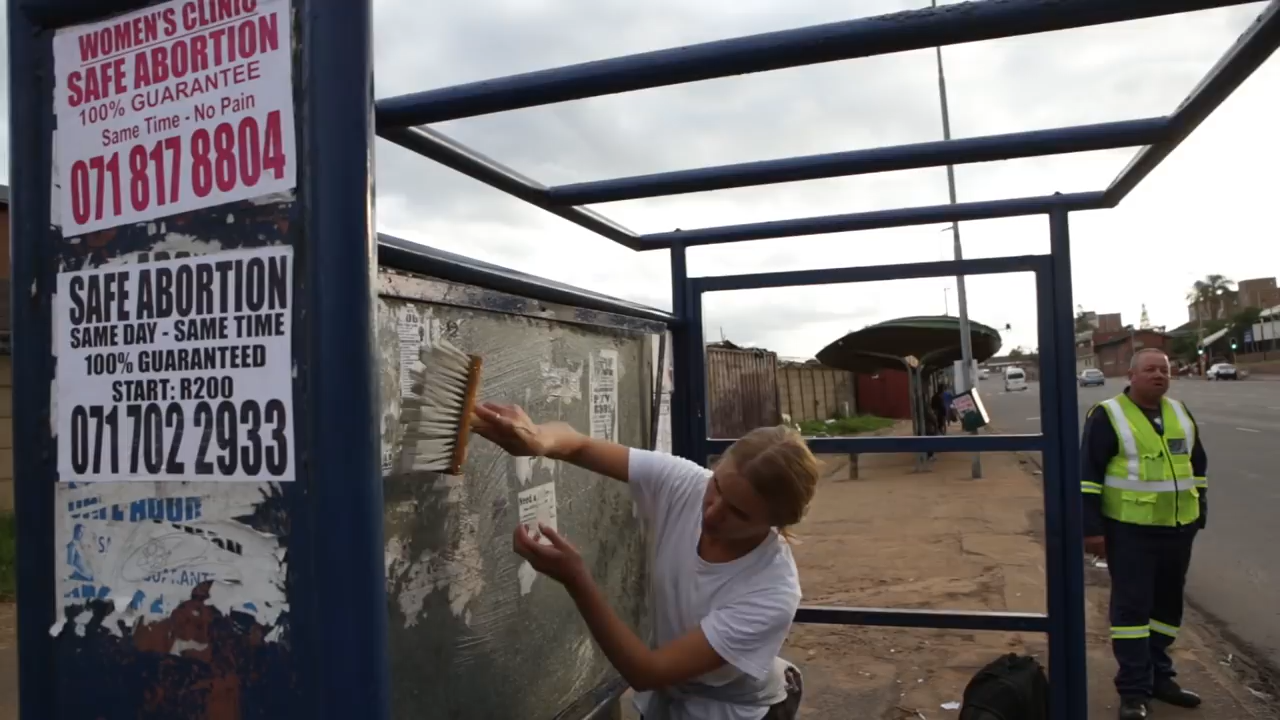 WOMEN'S CLINIC
SAFE ABORTION
100% GUARANTEE
Same Time - No Pain
071 817 8804
SAFE ABORTION
SAME DAY - SAME TIME
100% GUARANTEED
START: R200
071 702 2933